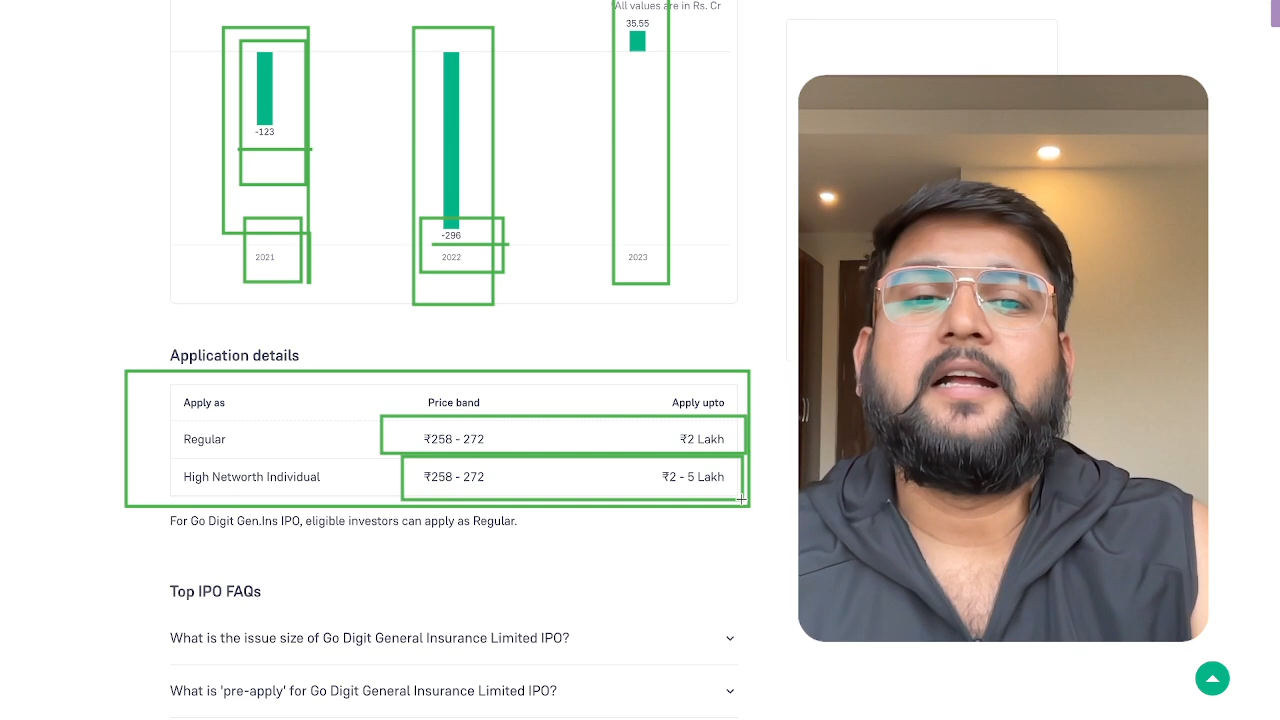 *All values are in Rs. Cr
35.55
-123
-296
2021 2022 2023
Application details
Apply as Price band Apply upto
Regular ₹258 - 272 ₹2 Lakh
High Networth Individual ₹258 - 272 ₹2 - 5 Lakh
For Go Digit Gen.Ins IPO, eligible investors can apply as Regular.
Top IPO FAQs
What is the issue size of Go Digit General Insurance Limited IPO?
What is 'pre-apply' for Go Digit General Insurance Limited IPO?